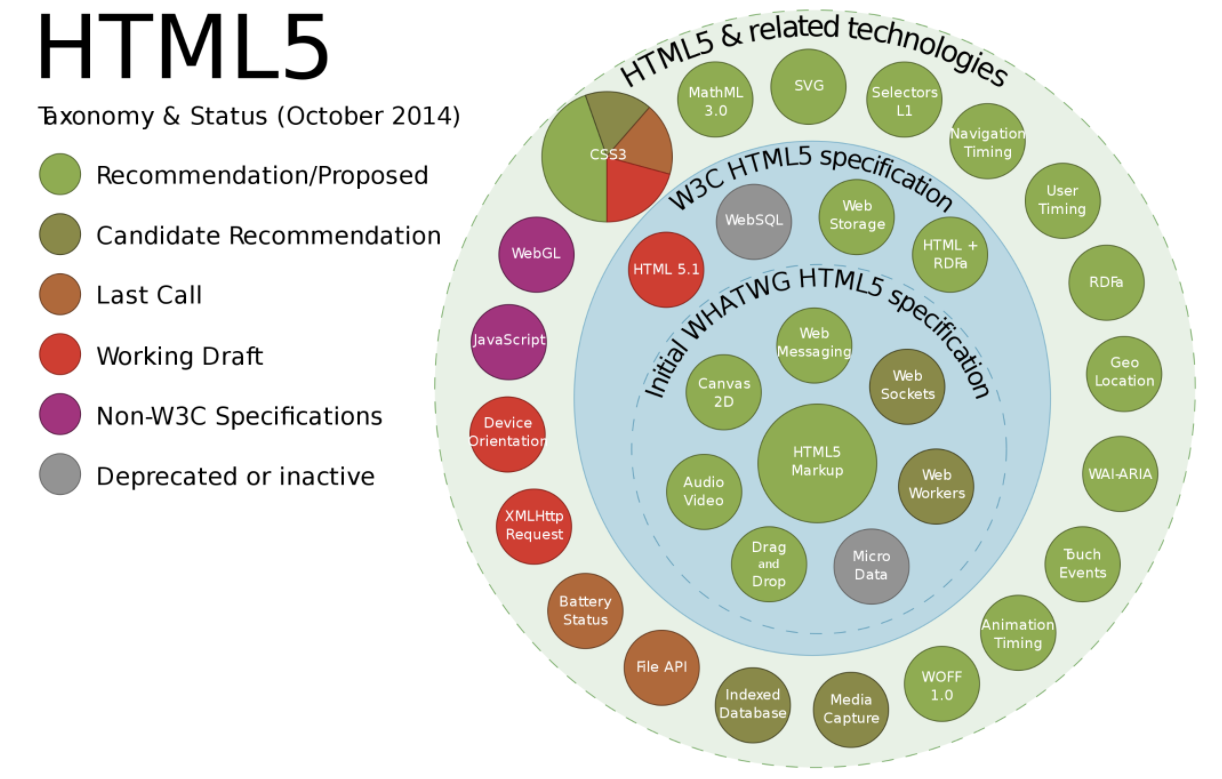 HTML5
Taxonomy & Status (October 2014)
Recommendation/Proposed
Candidate Recommendation
Last Call
Working Draft
Non-W3C Specifications
Deprecated or inactive
HTML5 & related technologies
CSS3
MathML
3.0
SVG
Selectors
L1
Navigation
Timing
User
Timing
RDFa
Geo
Location
WAI-ARIA
Touch
Events
Animation
Timing
WOFF
1.0
Media
Capture
Indexed
Database
File API
Battery
Status
XMLHttp
Request
Device
Orientation
JavaScript
WebGL
W3C HTML5 specification
HTML 5.1
WebSQL
Web
Storage
HTML +
RDFa
Initial WHATWG HTML5 specification
Web
Messaging
Web
Sockets
Web
Workers
Micro
Data
Drag
and
Drop
Audio
Video
Canvas
2D
HTML5
Markup